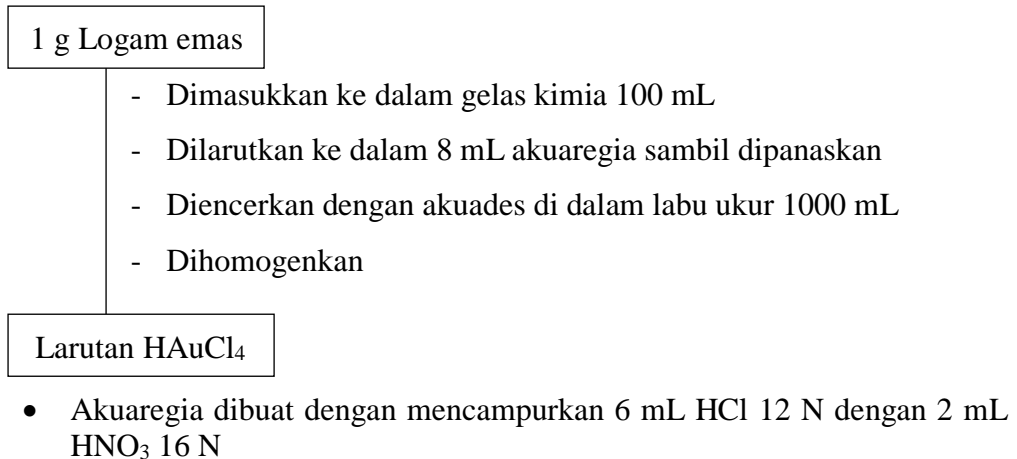 1 g Logam emas
- Dimasukkan ke dalam gelas kimia 100 mL
- Dilarutkan ke dalam 8 mL akuaregia sambil dipanaskan
- Diencerkan dengan akuades di dalam labu ukur 1000 mL
- Dihomogenkan
Larutan HAuCl₄
• Akuaregia dibuat dengan mencampurkan 6 mL HCl 12 N dengan 2 mL
HNO₃ 16 N